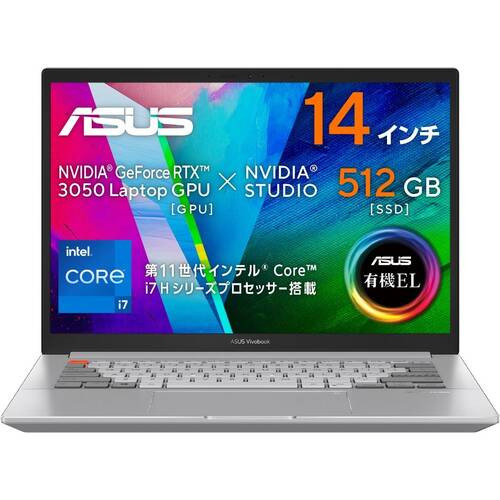 ASUS
14 インチ
NVIDIA® GeForce RTX™
3050 Laptop GPU
[GPU]
×
NVIDIA®
STUDIO
512 GB
[SSD]
intel.
CORE
i7
第11世代インテル® Core™
i7 H シリーズプロセッサー搭載
ASUS
有機EL
ASUS Vivobook